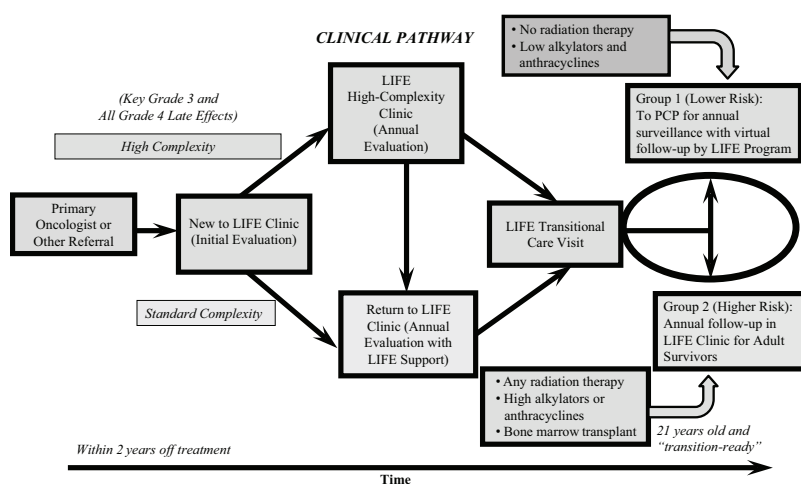 CLINICAL PATHWAY
• No radiation therapy
• Low alkylators and
anthracyclines
LIFE
High-Complexity
Clinic
(Annual
Evaluation)
(Key Grade 3 and
All Grade 4 Late Effects)
High Complexity
Group 1 (Lower Risk):
To PCP for annual
surveillance with virtual
follow-up by LIFE Program
Primary
Oncologist or
Other Referral
New to LIFE Clinic
(Initial Evaluation)
LIFE Transitional
Care Visit
Standard Complexity
Return to LIFE
Clinic (Annual
Evaluation with
LIFE Support)
Group 2 (Higher Risk):
Annual follow-up in
LIFE Clinic for Adult
Survivors
• Any radiation therapy
• High alkylators or
anthracyclines
• Bone marrow transplant
21 years old and
“transition-ready”
Within 2 years off treatment
Time